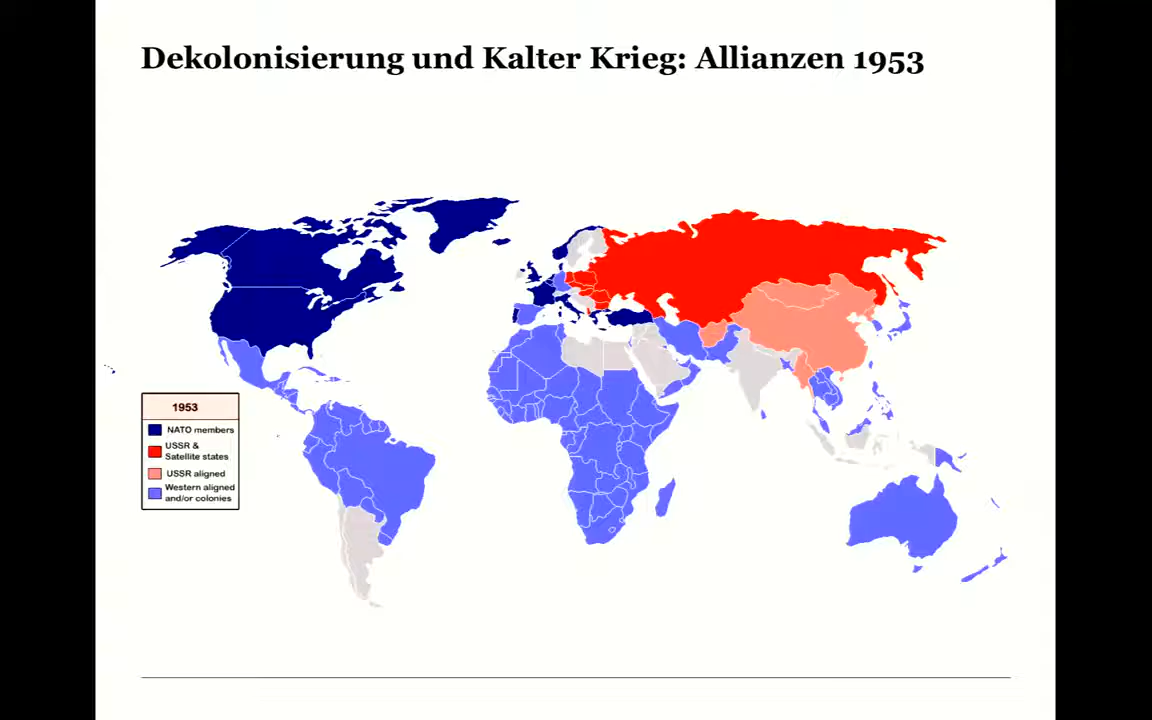 Dekolonisierung und Kalter Krieg: Allianzen 1953
1953
NATO members
USSR &
Satellite states
USSR aligned
Western aligned
and/or colonies